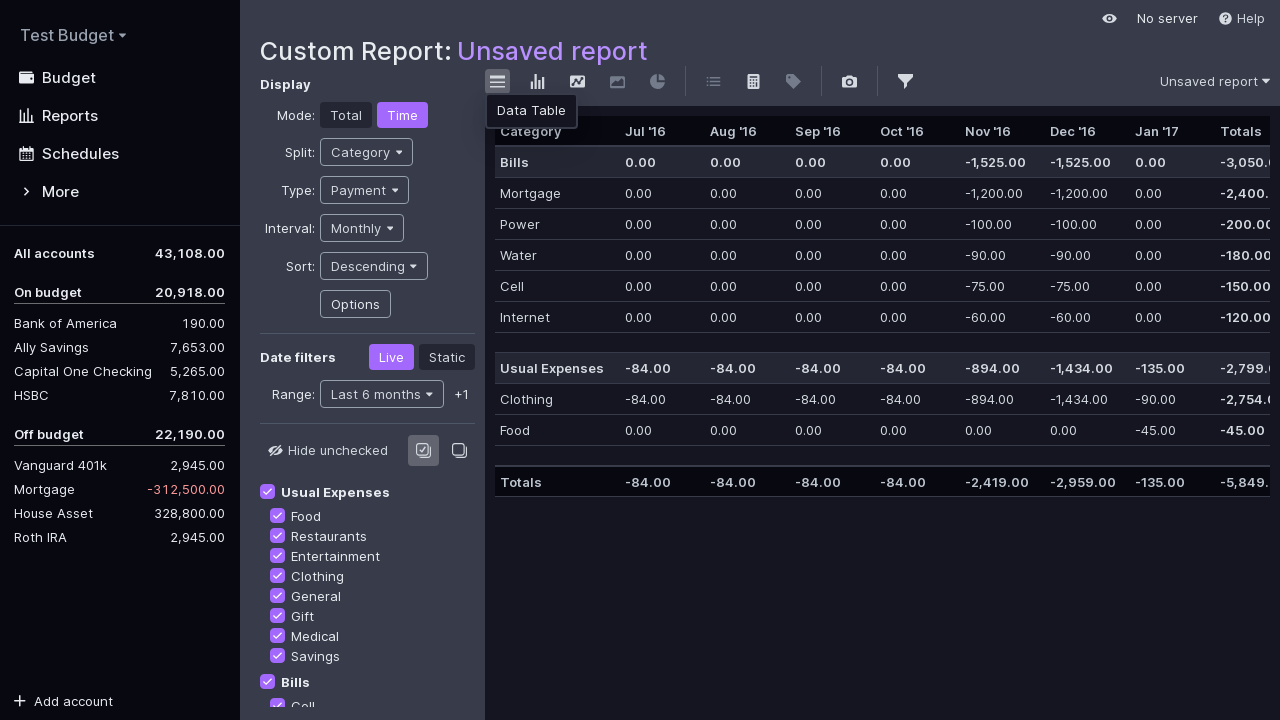 Test Budget
Budget
Reports
Schedules
More
All accounts 43,108.00
On budget 20,918.00
Bank of America 190.00
Ally Savings 7,653.00
Capital One Checking 5,265.00
HSBC 7,810.00
Off budget 22,190.00
Vanguard 401k 2,945.00
Mortgage -312,500.00
House Asset 328,800.00
Roth IRA 2,945.00
Add account
No server Help
Custom Report: Unsaved report
Display
Mode: Total Time
Split: Category
Type: Payment
Interval: Monthly
Sort: Descending
Options
Date filters Live Static
Range: Last 6 months +1
Hide unchecked
Usual Expenses
Food
Restaurants
Entertainment
Clothing
General
Gift
Medical
Savings
Bills
Cell
Unsaved report
Data Table
Category Jul '16 Aug '16 Sep '16 Oct '16 Nov '16 Dec '16 Jan '17 Totals
Bills 0.00 0.00 0.00 0.00 -1,525.00 -1,525.00 0.00 -3,050.
Mortgage 0.00 0.00 0.00 0.00 -1,200.00 -1,200.00 0.00 -2,400.
Power 0.00 0.00 0.00 0.00 -100.00 -100.00 0.00 -200.00
Water 0.00 0.00 0.00 0.00 -90.00 -90.00 0.00 -180.00
Cell 0.00 0.00 0.00 0.00 -75.00 -75.00 0.00 -150.00
Internet 0.00 0.00 0.00 0.00 -60.00 -60.00 0.00 -120.00
Usual Expenses -84.00 -84.00 -84.00 -84.00 -894.00 -1,434.00 -135.00 -2,799.
Clothing -84.00 -84.00 -84.00 -84.00 -894.00 -1,434.00 -90.00 -2,754.
Food 0.00 0.00 0.00 0.00 0.00 0.00 -45.00 -45.00
Totals -84.00 -84.00 -84.00 -84.00 -2,419.00 -2,959.00 -135.00 -5,849.